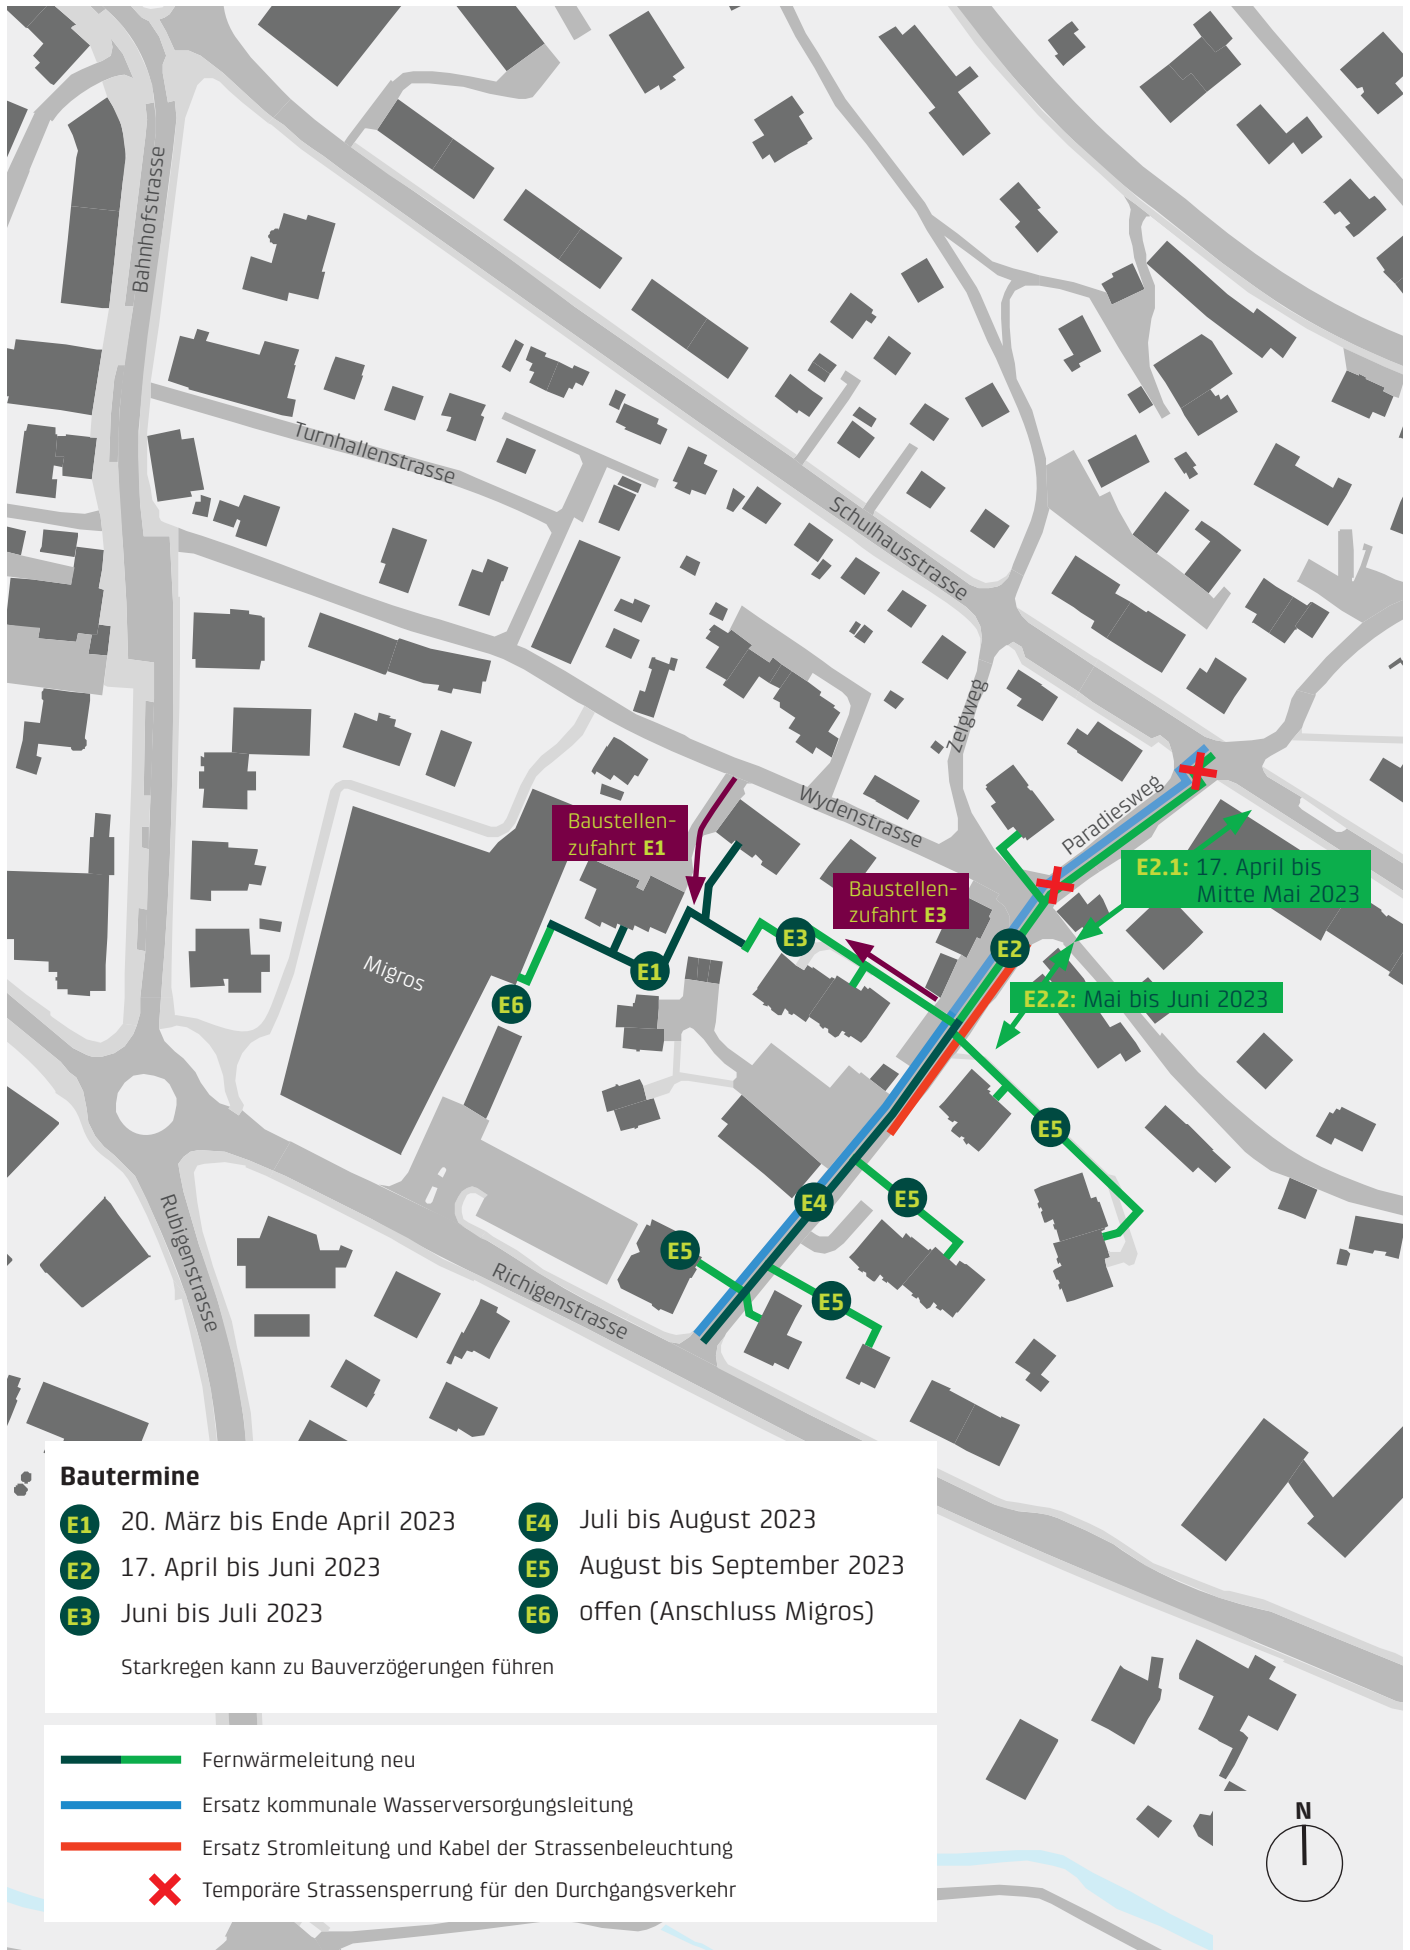 Bahnhofstrasse
Turnhallenstrasse
Schulhausstrasse
Zelgweg
Paradiesweg
Wydenstrasse
Baustellen-
zufahrt E1
Baustellen-
zufahrt E3
E2.1: 17. April bis
Mitte Mai 2023
E3
E2
E1
Migros
E6
E2.2: Mai bis Juni 2023
E5
E5
E4
E5
E5
Rubigenstrasse
Richigenstrasse
Bautermine
E1 20. März bis Ende April 2023
E2 17. April bis Juni 2023
E3 Juni bis Juli 2023
E4 Juli bis August 2023
E5 August bis September 2023
E6 offen (Anschluss Migros)
Starkregen kann zu Bauverzögerungen führen
Fernwärmeleitung neu
Ersatz kommunale Wasserversorgungsleitung
Ersatz Stromleitung und Kabel der Strassenbeleuchtung
Temporäre Strassensperrung für den Durchgangsverkehr
N